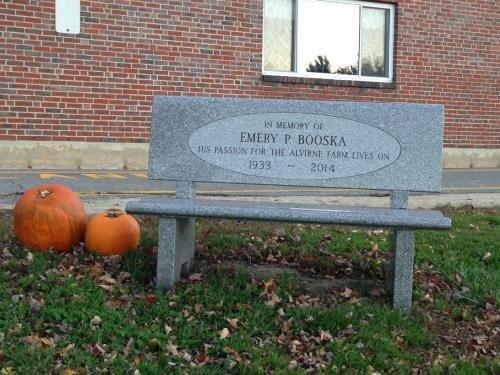 IN MEMORY OF
EMERY P BOOSKA
HIS PASSION FOR THE ALVIRNE FARM LIVES ON
1933 - 2014